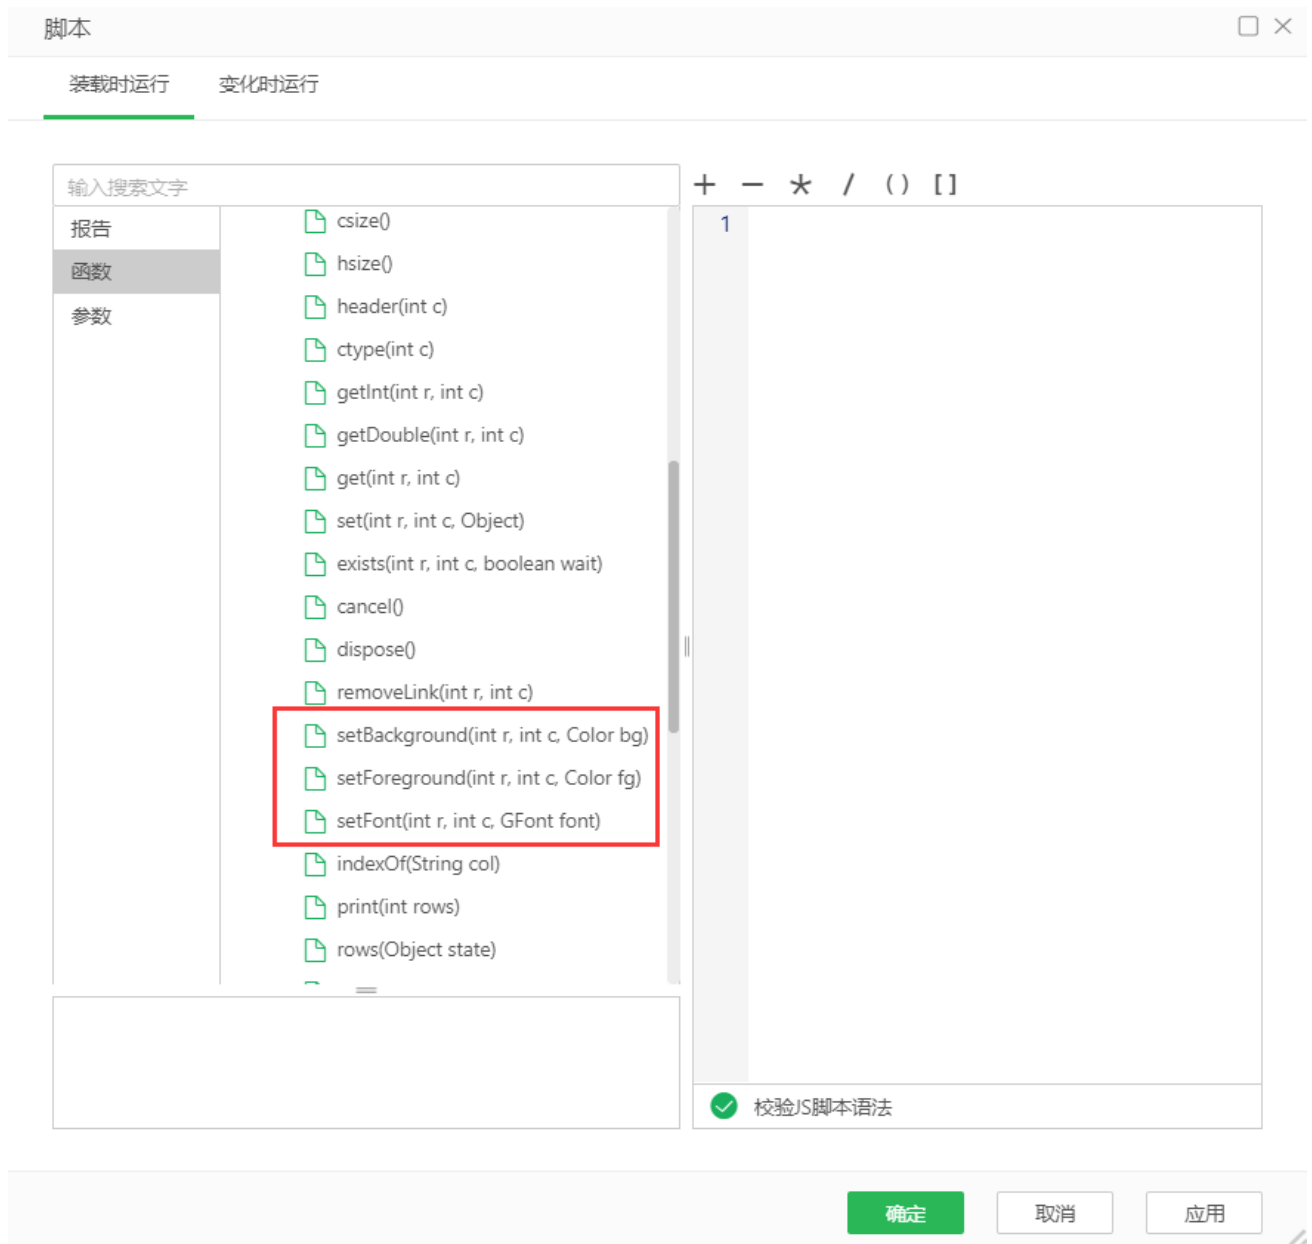 脚本
装载时运行 变化时运行
输入搜索文字
+ - * / () []
报告
函数
参数
csize()
hsize()
header(int c)
ctype(int c)
getInt(int r, int c)
getDouble(int r, int c)
get(int r, int c)
set(int r, int c, Object)
exists(int r, int c, boolean wait)
cancel()
dispose()
removeLink(int r, int c)
setBackground(int r, int c, Color bg)
setForeground(int r, int c, Color fg)
setFont(int r, int c, GFont font)
indexOf(String col)
print(int rows)
rows(Object state)
1
校验JS脚本语法
确定 取消 应用